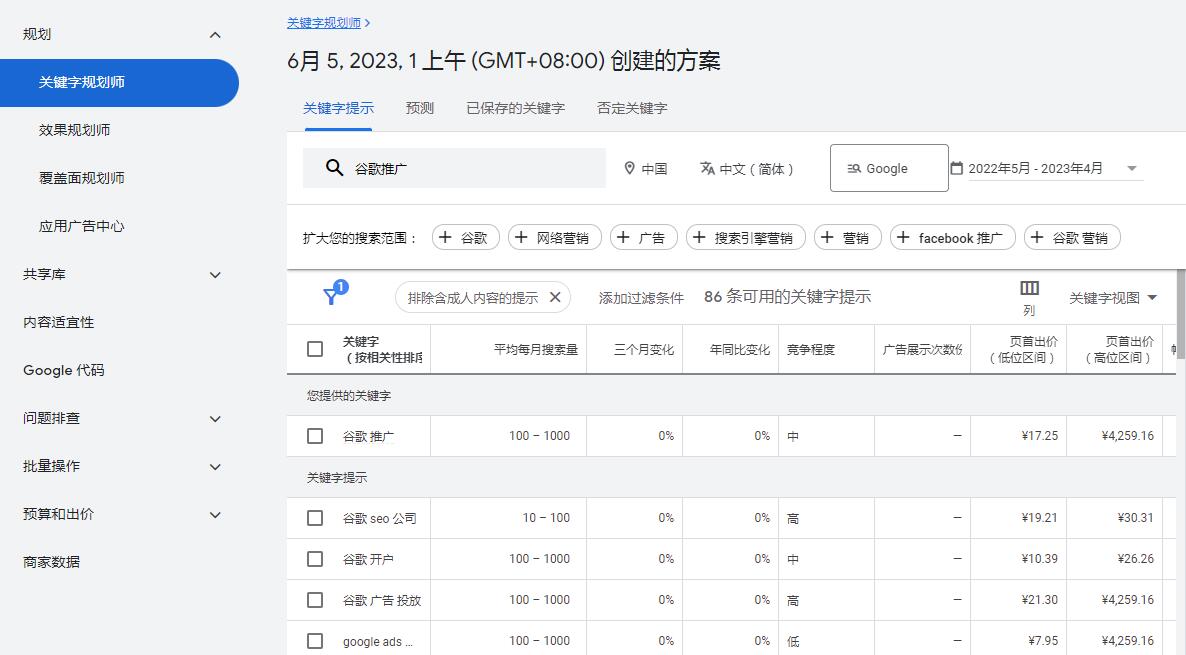 规划
关键字规划师
效果规划师
覆盖面规划师
应用广告中心
共享库
内容适宜性
Google 代码
问题排查
批量操作
预算和出价
商家数据
关键字规划师
6月 5, 2023, 1 上午 (GMT+08:00) 创建的方案
关键字提示 预测 已保存的关键字 否定关键字
谷歌推广 中国 中文（简体） Google 2022年5月 - 2023年4月
扩大您的搜索范围： 谷歌 网络营销 广告 搜索引擎营销 营销 facebook 推广 谷歌 营销
1 排除含成人内容的提示 添加过滤条件 86 条可用的关键字提示 列 关键字视图
关键字 （按相关性排序 平均每月搜索量 三个月变化 年同比变化 竞争程度 广告展示次数份 页首出价 （低位区间） 页首出价 （高位区间）
您提供的关键字
谷歌 推广 100 – 1000 0% 0% 中 – ¥17.25 ¥4,259.16
关键字提示
谷歌 seo 公司 10 – 100 0% 0% 高 – ¥19.21 ¥30.31
谷歌 开户 100 – 1000 0% 0% 中 – ¥10.39 ¥26.26
谷歌 广告 投放 100 – 1000 0% 0% 高 – ¥21.30 ¥4,259.16
google ads ... 100 – 1000 0% 0% 低 – ¥7.95 ¥4,259.16